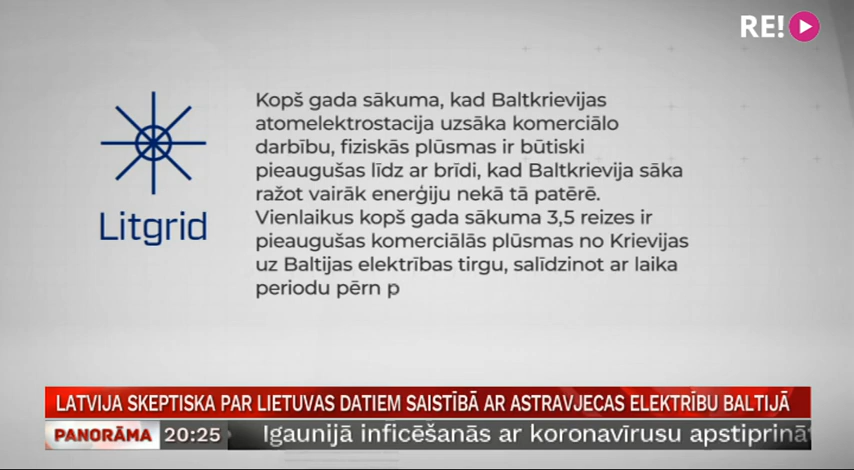 RE!
Kopš gada sākuma, kad Baltkrievijas
atomelektrostacija uzsāka komerciālo
darbību, fiziskās plūsmas ir būtiski
pieaugušas līdz ar brīdi, kad Baltkrievija sāka
ražot vairāk enerģiju nekā tā patērē.
Vienlaikus kopš gada sākuma 3,5 reizes ir
pieaugušas komerciālās plūsmas no Krievijas
uz Baltijas elektrības tirgu, salīdzinot ar laika
periodu pērn p
Litgrid
LATVIJA SKEPTISKA PAR LIETUVAS DATIEM SAISTĪBĀ AR ASTRAVJECAS ELEKTRĪBU BALTIJĀ
PANORĀMA 20:25 Igaunijā inficēšanās ar koronavīrusu apstiprināt